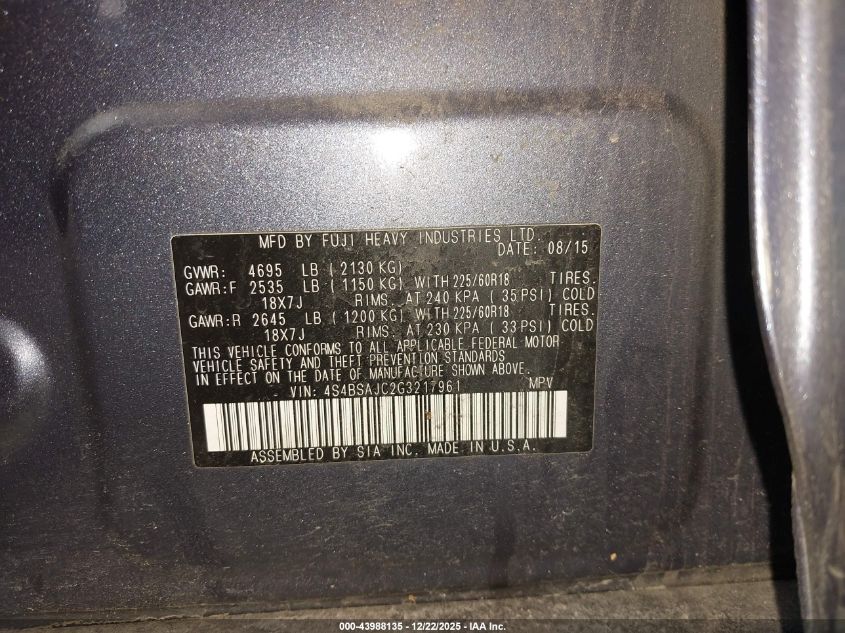 MFD BY FUJI HEAVY INDUSTRIES LTD
DATE: 08/15
GVWR: 4695 LB (2130 KG)
GAWR:F 2535 LB (1150 KG) WITH 225/60R18 TIRES.
18X7J RIMS. AT 240 KPA (35 PSI) COLD
GAWR:R 2645 LB (1200 KG) WITH 225/60R18 TIRES.
18X7J RIMS. AT 230 KPA (33 PSI) COLD
THIS VEHICLE CONFORMS TO ALL APPLICABLE FEDERAL MOTOR
VEHICLE SAFETY AND THEFT PREVENTION STANDARDS
IN EFFECT ON THE DATE OF MANUFACTURE SHOWN ABOVE.
VIN: 4S4BSAJC2G3217961 MPV
ASSEMBLED BY SIA INC. MADE IN U.S.A.
000-43988135 - 12/22/2025 - IAA Inc.